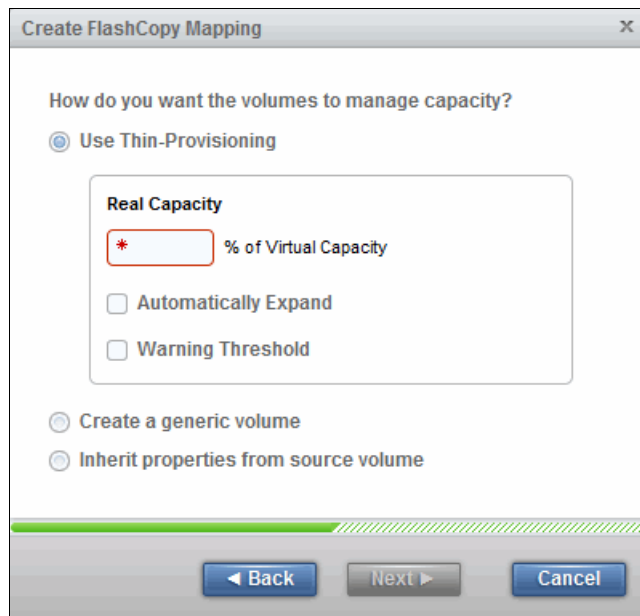 Create FlashCopy Mapping x
How do you want the volumes to manage capacity?
Use Thin-Provisioning
Real Capacity
* % of Virtual Capacity
Automatically Expand
Warning Threshold
Create a generic volume
Inherit properties from source volume
◄ Back Next ► Cancel